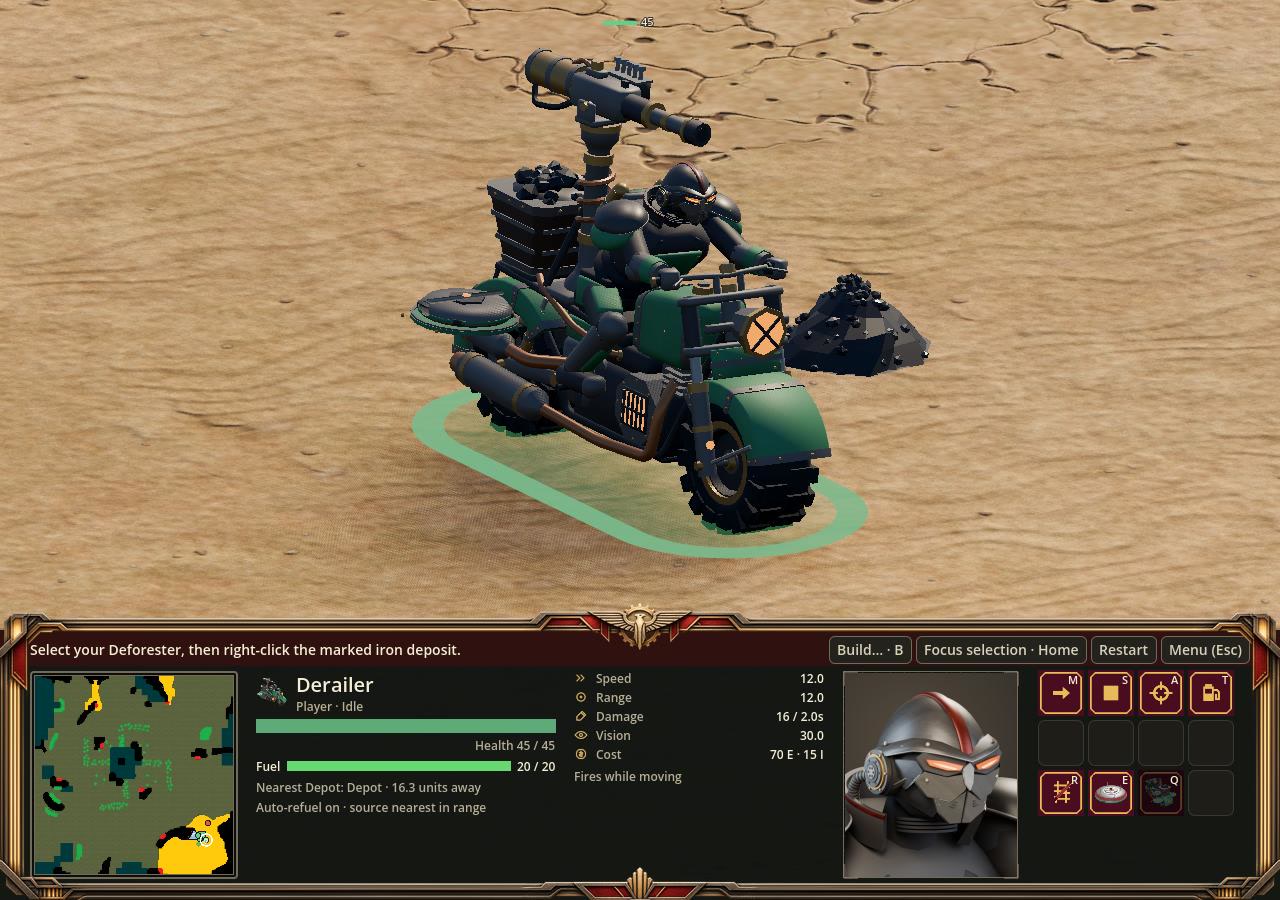 45
Select your Deforester, then right-click the marked iron deposit.
Build... · B
Focus selection · Home
Restart
Menu (Esc)
Derailer
Player · Idle
Health 45 / 45
Fuel 20 / 20
Nearest Depot: Depot · 16.3 units away
Auto-refuel on · source nearest in range
Speed 12.0
Range 12.0
Damage 16 / 2.0s
Vision 30.0
Cost 70 E · 15 I
Fires while moving
M
S
A
T
R
E
Q